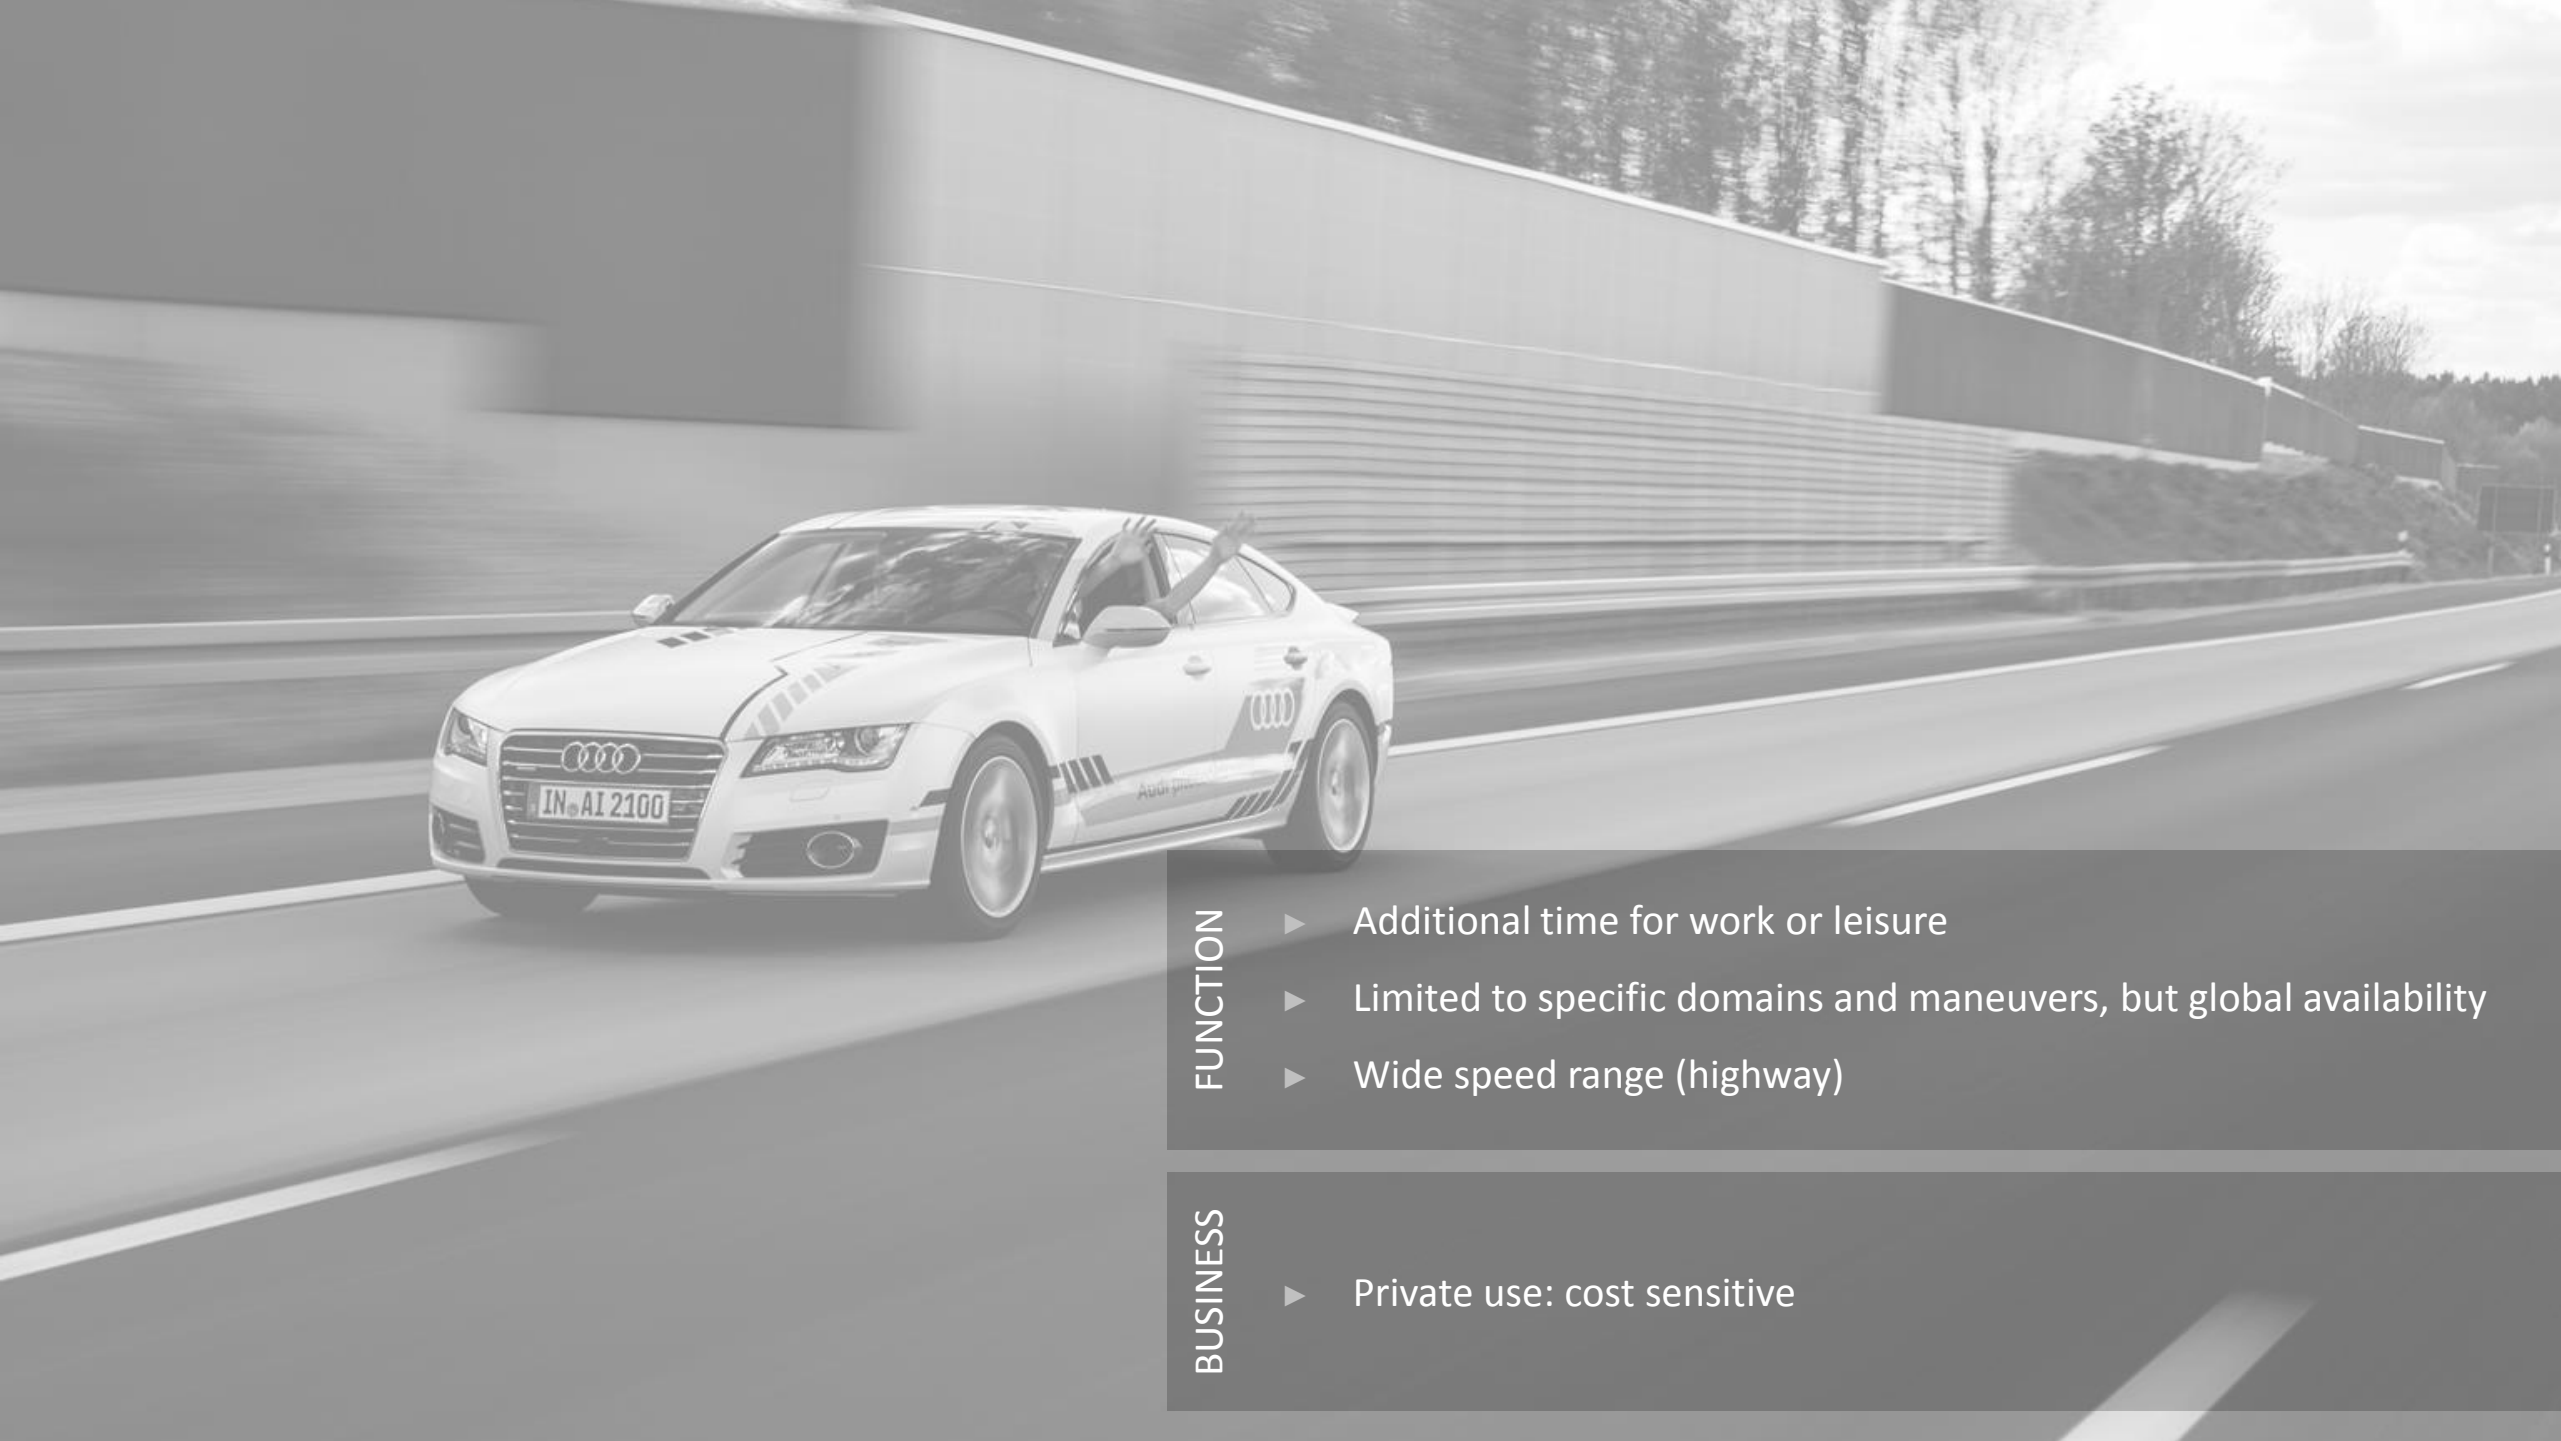 IN AI 2100
Audi
FUNCTION
► Additional time for work or leisure
► Limited to specific domains and maneuvers, but global availability
► Wide speed range (highway)
BUSINESS
► Private use: cost sensitive